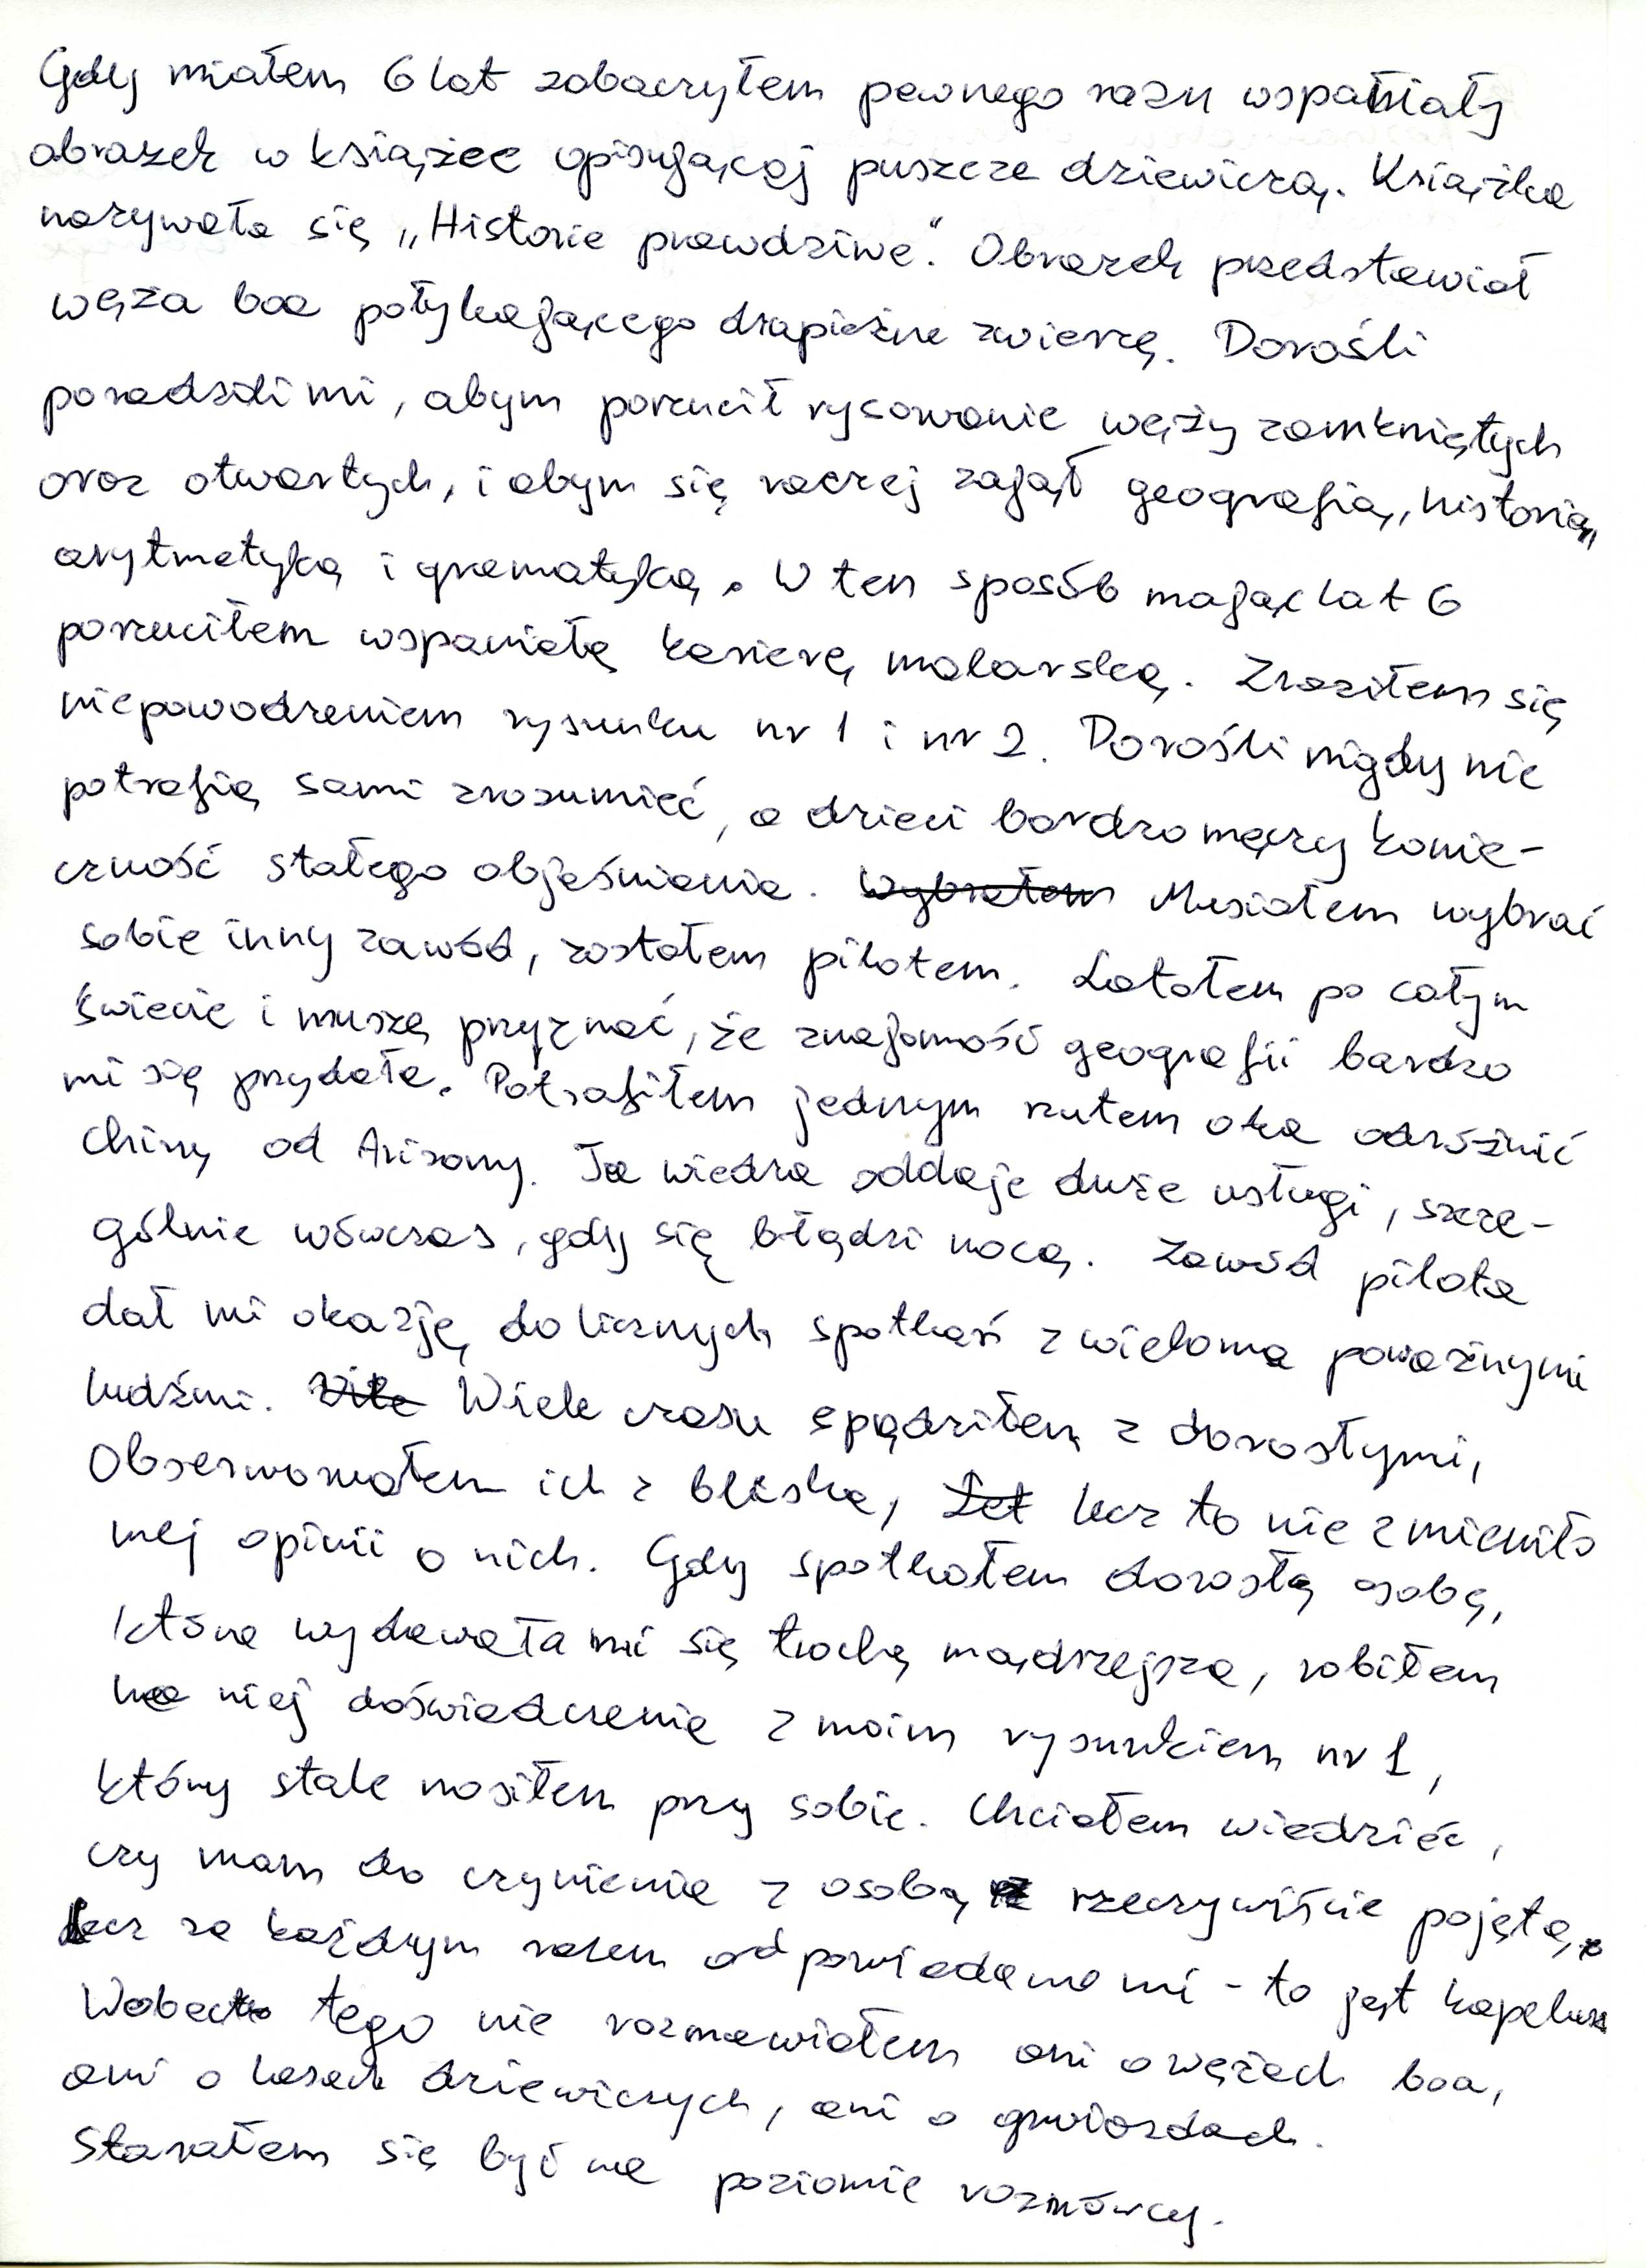 Gdy miałem 6 lat zobaczyłem pewnego razu wspaniały
obrazek w książce opisującej puszcze dziewiczą. Książka
nazywała się „Historie prawdziwe". Obrazek przedstawiał
węża boa połykającego drapieżne zwierzę. Dorośli
poradzili mi, abym porzucił rysowanie węży zamkniętych
oraz otwartych, i abym się raczej zajął geografią, historią,
arytmetyką i gramatyką. W ten sposób mając lat 6
porzuciłem wspaniałą karierę malarską. Zraziłem się
niepowodzeniem rysunku nr 1 i nr 2. Dorośli nigdy nie
potrafią sami zrozumieć, a dzieci bardzo męczy konie-
czność stałego objaśniania. Wybrałem Musiałem wybrać
sobie inny zawód, zostałem pilotem. Latałem po całym
świecie i muszę przyznać, że znajomość geografii bardzo
mi się przydała. Potrafiłem jednym rzutem oka odróżnić
Chiny od Arizony. Ta wiedza oddaje duże usługi, szcze-
gólnie wówczas, gdy się błądzi nocą. Zawód pilota
dał mi okazję do licznych spotkań z wieloma poważnymi
ludźmi. Wile Wiele czasu spędziłem z dorosłymi,
Obserwowałem ich z bliska, Let lecz to nie zmieniło
mej opinii o nich. Gdy spotkałem dorosłą osobę,
która wydawała mi się trochę mądrzejsza, robiłem
na niej doświadczenie z moim rysunkiem nr 1,
który stale nosiłem przy sobie. Chciałem wiedzieć,
czy mam do czynienia z osobą rzeczywiście pojętą,
lecz za każdym razem odpowiadano mi - to jest kapelusz
Wobec tego nie rozmawiałem ani o wężach boa,
ani o lasach dziewiczych, ani o gwiazdach.
Starałem się być na poziomie rozmówcy.